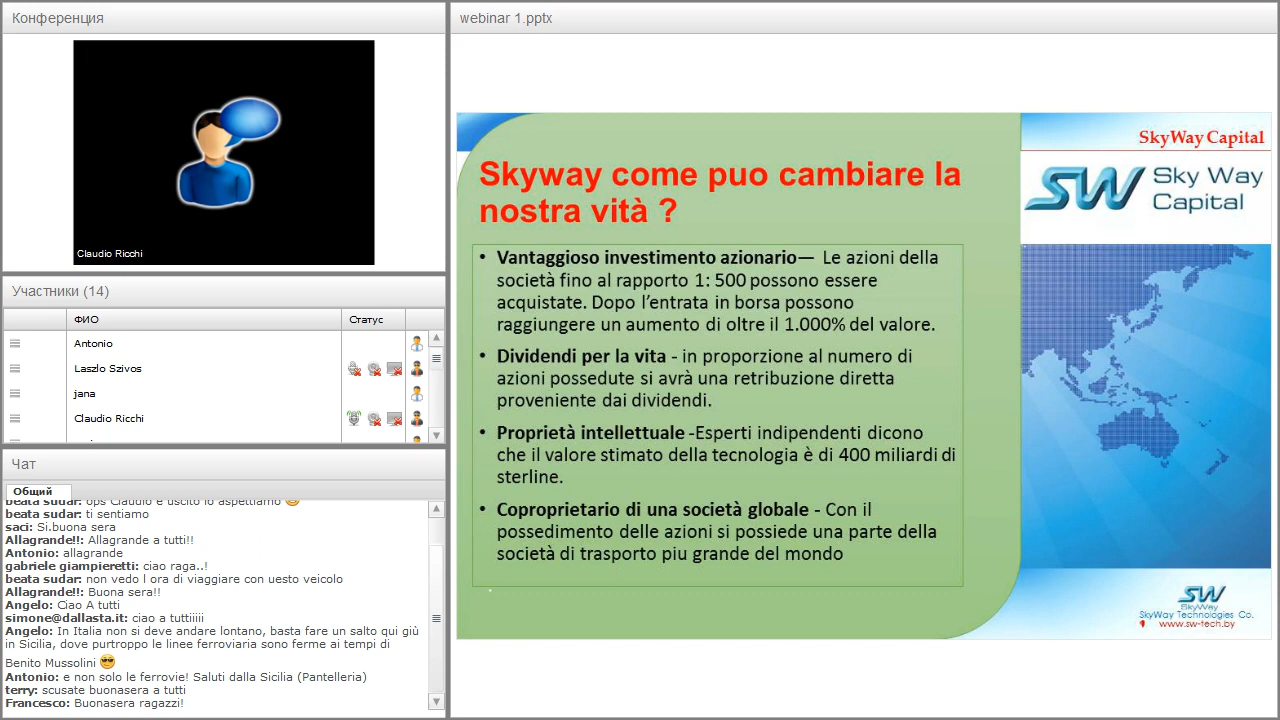 Конференция
Claudio Ricchi
Участники (14)
ФИО
Статус
Antonio
Laszlo Szivos
jana
Claudio Ricchi
Чат
Общий
beata sudar: ops Claudio e uscito lo aspettiamo
beata sudar: ti sentiamo
saci: Si.buona sera
Allagrande!!: Allagrande a tutti!!
Antonio: allagrande
gabriele giampieretti: ciao raga..!
beata sudar: non vedo l ora di viaggiare con uesto veicolo
Allagrande!!: Buona sera!!
Angelo: Ciao A tutti
simone@dallasta.it: ciao a tuttiiiii
Angelo: In Italia non si deve andare lontano, basta fare un salto qui giù
in Sicilia, dove purtroppo le linee ferroviaria sono ferme ai tempi di
Benito Mussolini
Antonio: e non solo le ferrovie! Saluti dalla Sicilia (Pantelleria)
terry: scusate buonasera a tutti
Francesco: Buonasera ragazzi!
webinar 1.pptx
Skyway come puo cambiare la
nostra vità ?
• Vantaggioso investimento azionario— Le azioni della
società fino al rapporto 1: 500 possono essere
acquistate. Dopo l’entrata in borsa possono
raggiungere un aumento di oltre il 1.000% del valore.
• Dividendi per la vita - in proporzione al numero di
azioni possedute si avrà una retribuzione diretta
proveniente dai dividendi.
• Proprietà intellettuale -Esperti indipendenti dicono
che il valore stimato della tecnologia è di 400 miliardi di
sterline.
• Coproprietario di una società globale - Con il
possedimento delle azioni si possiede una parte della
società di trasporto piu grande del mondo
SkyWay Capital
SW Sky Way
Capital
SW
SkyWay
SkyWay Technologies Co.
www.sw-tech.by